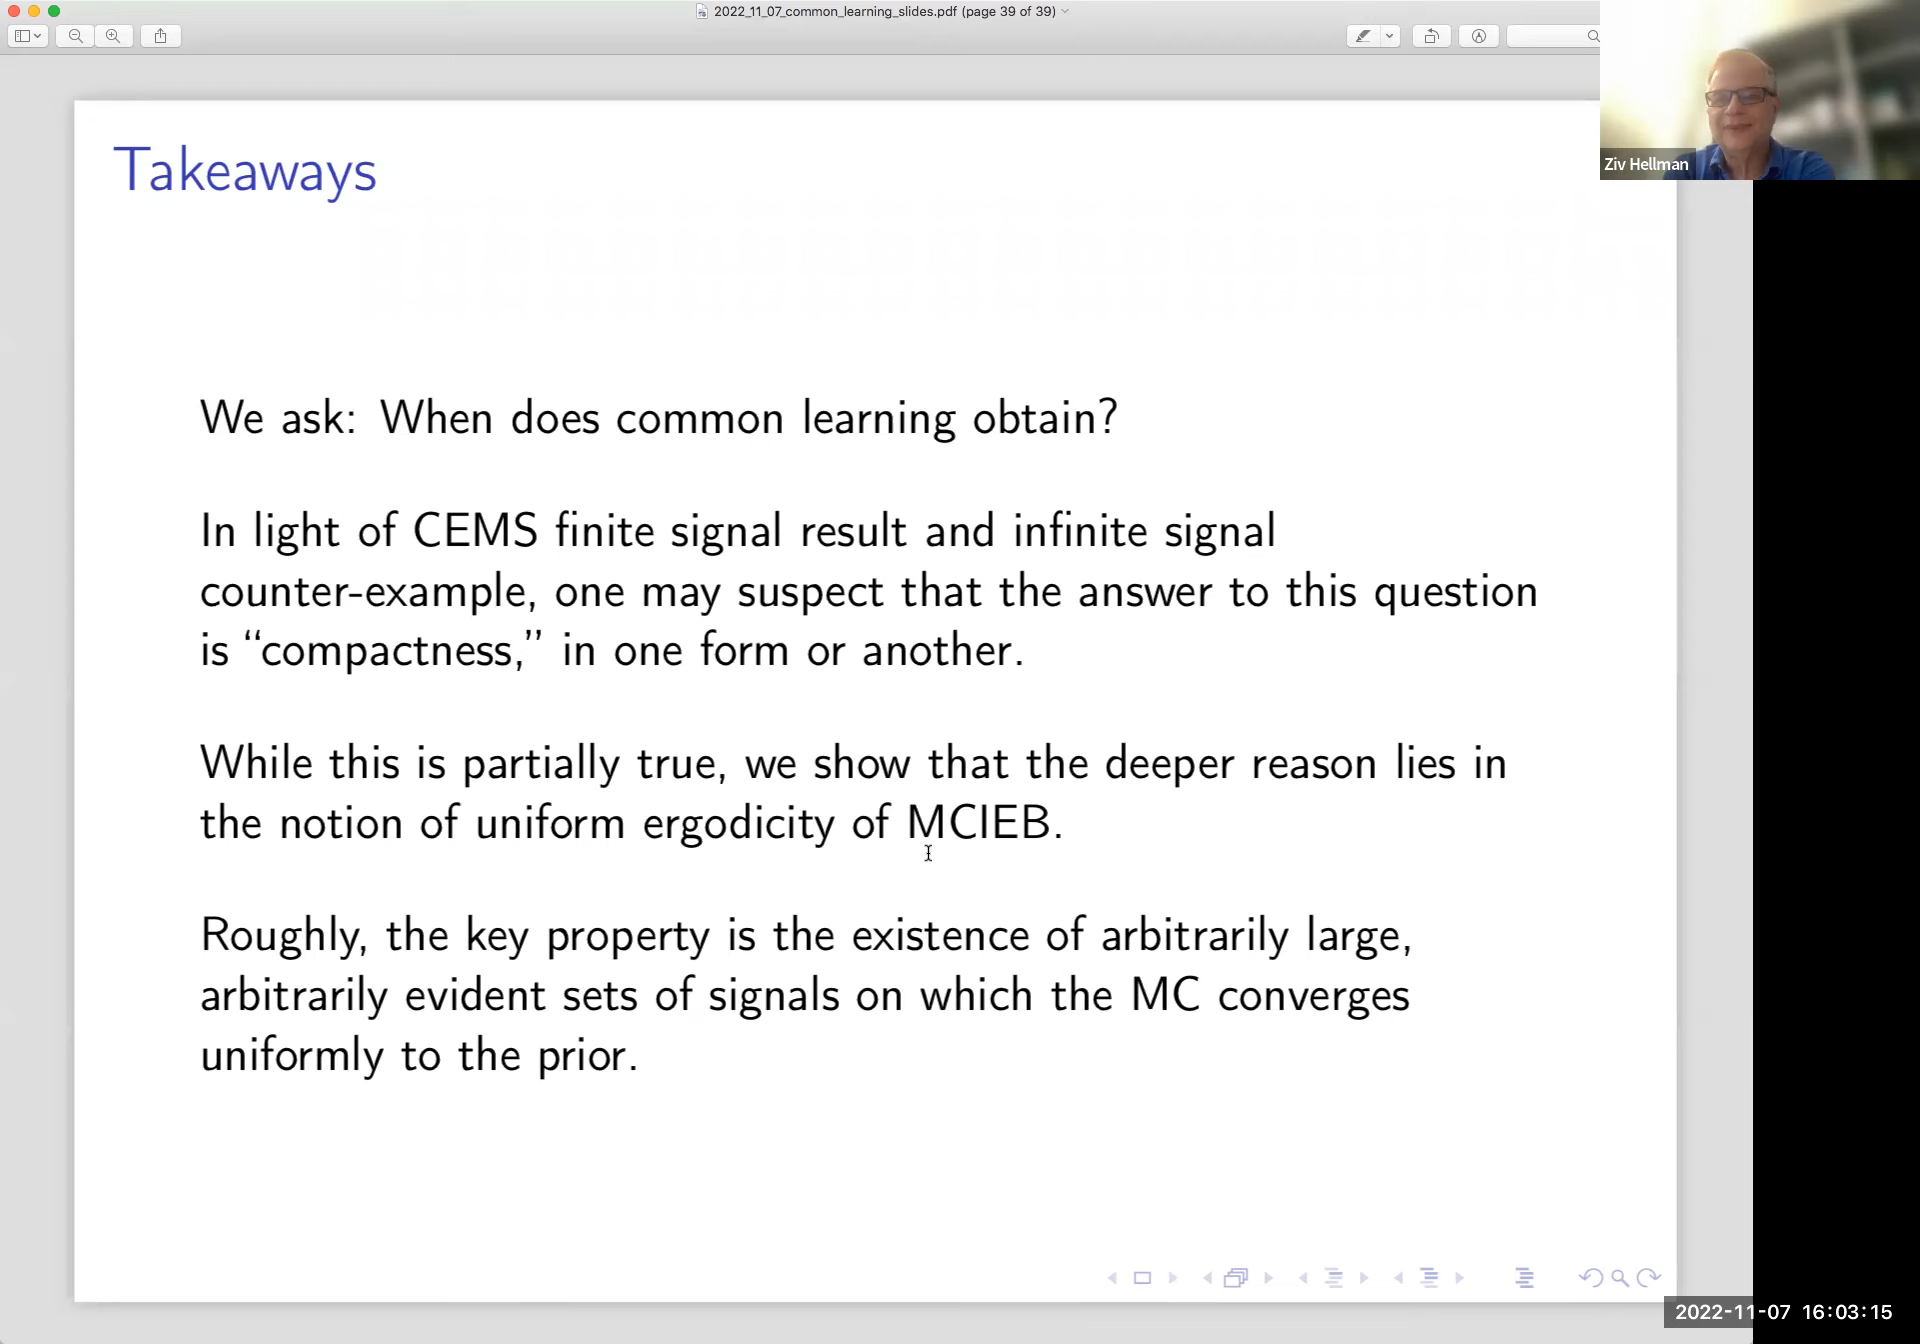 2022_11_07_common_learning_slides.pdf (page 39 of 39)
Ziv Hellman
Takeaways
We ask: When does common learning obtain?
In light of CEMS finite signal result and infinite signal
counter-example, one may suspect that the answer to this question
is “compactness,” in one form or another.
While this is partially true, we show that the deeper reason lies in
the notion of uniform ergodicity of MCIEB.
Roughly, the key property is the existence of arbitrarily large,
arbitrarily evident sets of signals on which the MC converges
uniformly to the prior.
2022-11-07 16:03:15